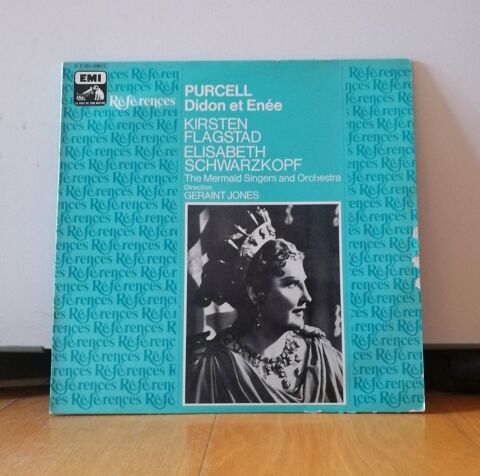 EMI
Références
PURCELL
Didon et Enée
KIRSTEN
FLAGSTAD
ELISABETH
SCHWARZKOPF
The Mermaid Singers and Orchestra
Direction
GERAINT JONES